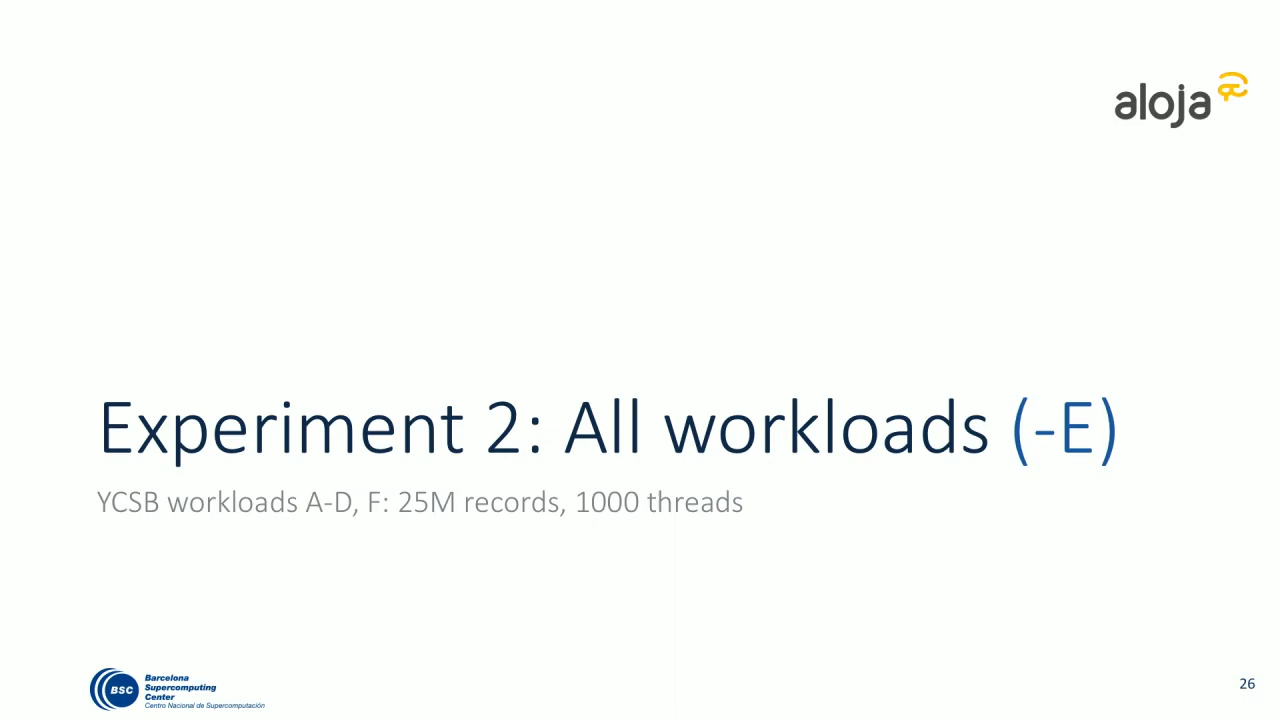 aloja
Experiment 2: All workloads (-E)
YCSB workloads A-D, F: 25M records, 1000 threads
BSC
Barcelona
Supercomputing
Center
Centro Nacional de Supercomputación
26